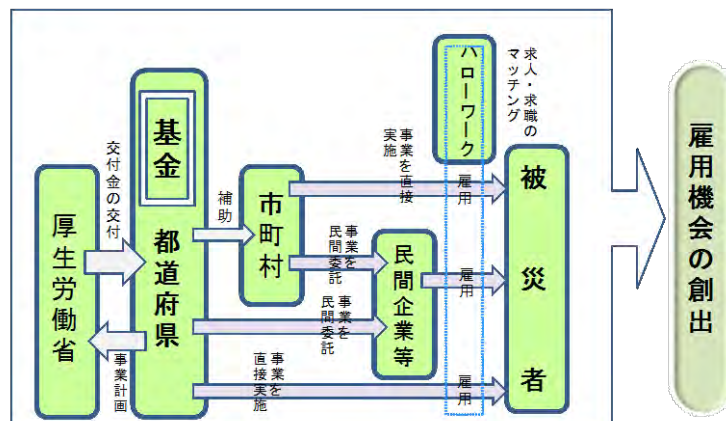 厚生労働省
交付金の交付
事業計画
基金
都道府県
補助
市町村
事業を直接
実施
事業を
民間委託
事業を
民間委託
事業を
直接実施
民間企業等
ハローワーク
求人・求職の
マッチング
雇用
雇用
雇用
被災者
雇用機会の創出